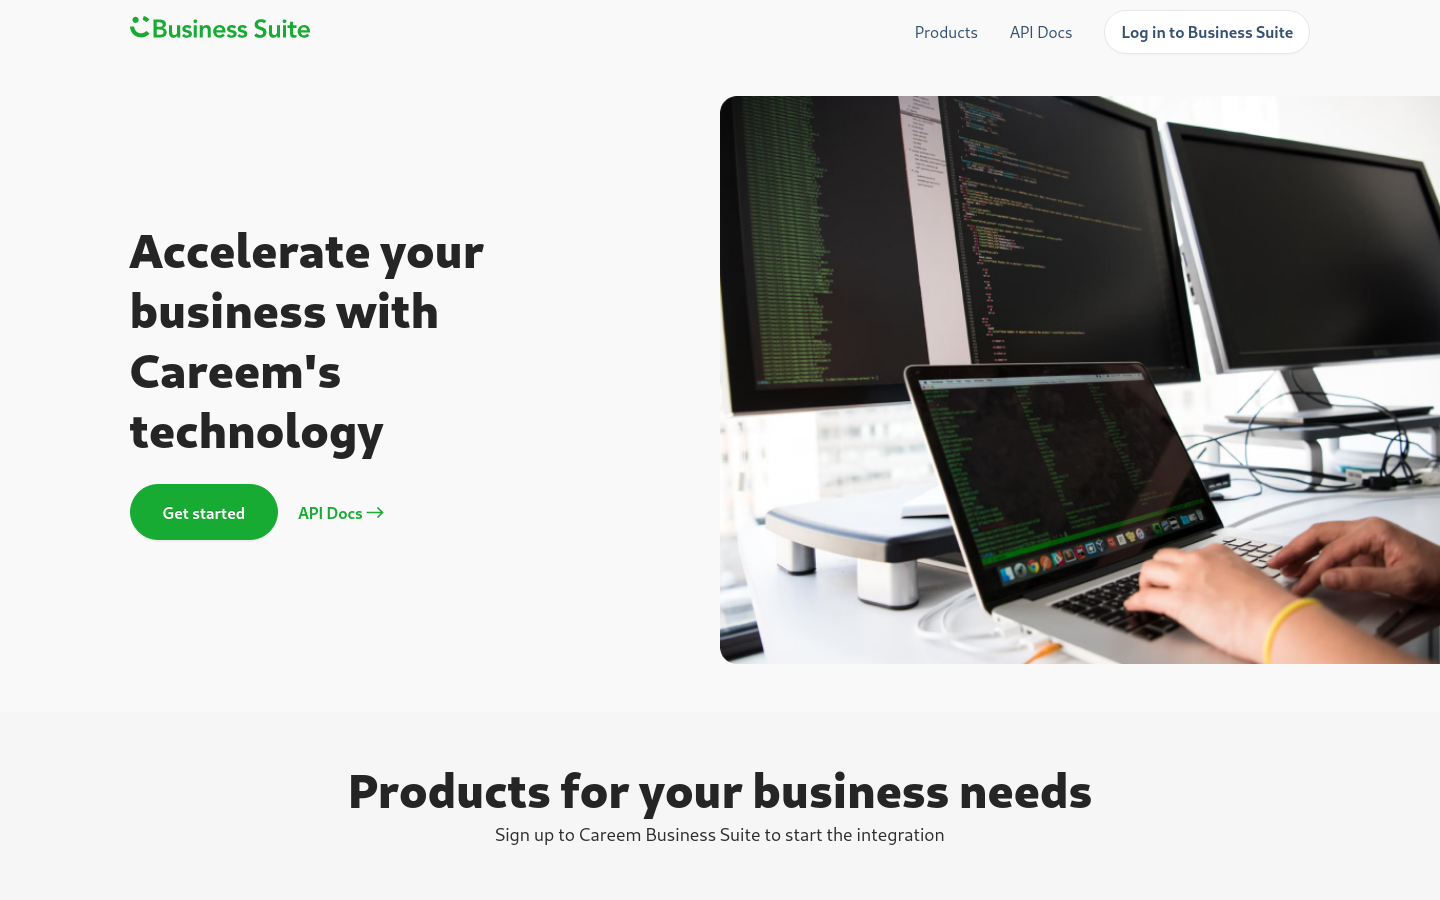 Business Suite
Products
API Docs
Log in to Business Suite
Accelerate your
business with
Careem's
technology
Get started
API Docs →
Products for your business needs
Sign up to Careem Business Suite to start the integration